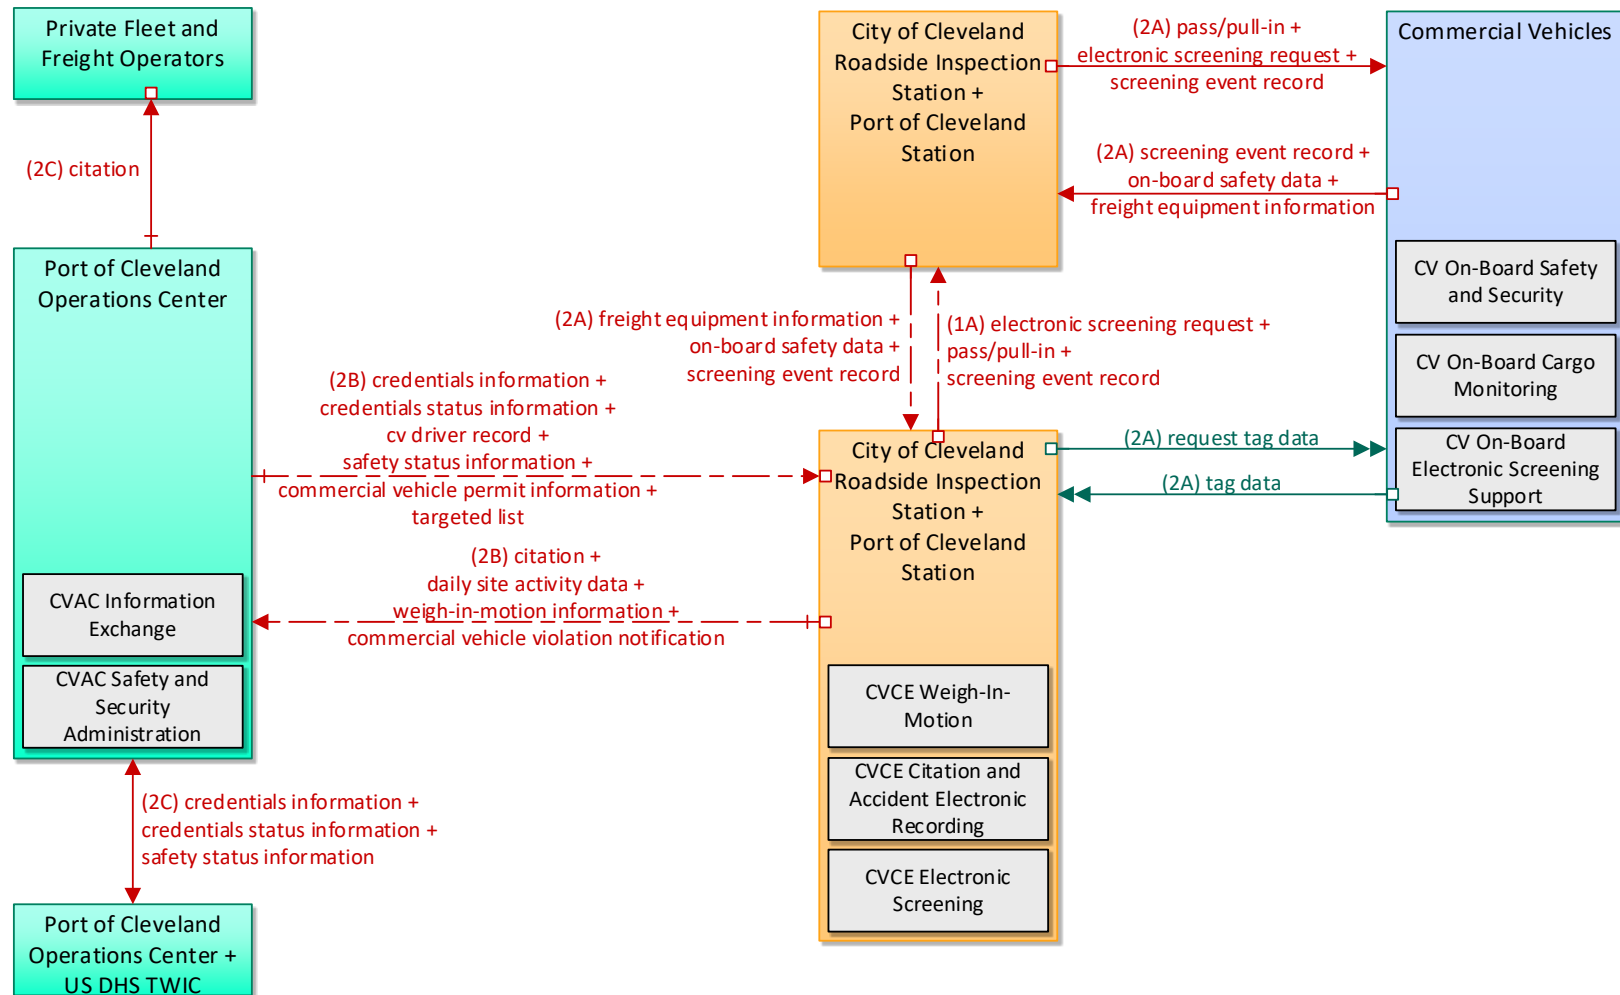 Private Fleet and
Freight Operators
(2C) citation
Port of Cleveland
Operations Center
CVAC Information
Exchange
CVAC Safety and
Security
Administration
(2C) credentials information +
credentials status information +
safety status information
Port of Cleveland
Operations Center +
US DHS TWIC
(2B) credentials information +
credentials status information +
cv driver record +
safety status information +
commercial vehicle permit information +
targeted list
(2B) citation +
daily site activity data +
weigh-in-motion information +
commercial vehicle violation notification
City of Cleveland
Roadside Inspection
Station +
Port of Cleveland
Station
(2A) freight equipment information +
on-board safety data +
screening event record
(1A) electronic screening request +
pass/pull-in +
screening event record
City of Cleveland
Roadside Inspection
Station +
Port of Cleveland
Station
CVCE Weigh-In-
Motion
CVCE Citation and
Accident Electronic
Recording
CVCE Electronic
Screening
(2A) pass/pull-in +
electronic screening request +
screening event record
(2A) screening event record +
on-board safety data +
freight equipment information
(2A) request tag data
(2A) tag data
Commercial Vehicles
CV On-Board Safety
and Security
CV On-Board Cargo
Monitoring
CV On-Board
Electronic Screening
Support